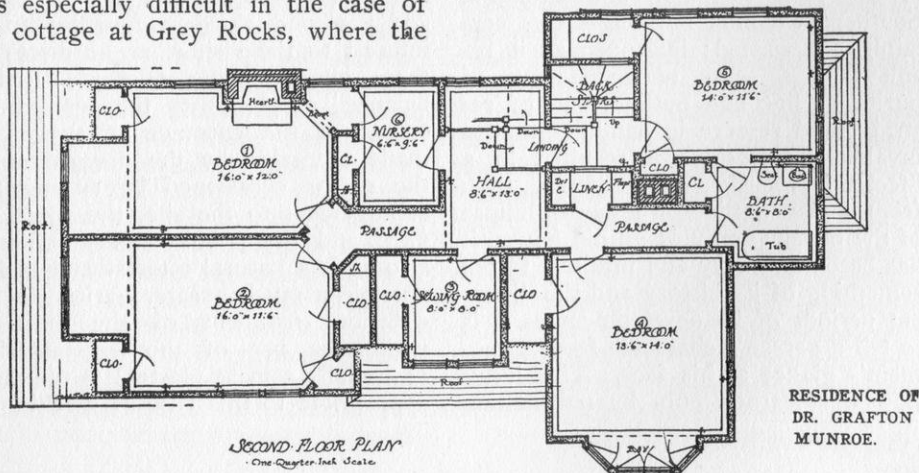 s especially difficult in the case of
cottage at Grey Rocks, where the
CLOS
BACK
STAIRS
⑤
BEDROOM
14'-0" x 11'-6"
Roof
CLO.
Hearth
Seat
①
BEDROOM
16'-0" x 12'-0"
⑥
NURSERY
6'-6" x 9'-6"
CL.
Down
LANDING
Down
Up
HALL
8'-6" x 13'-0"
LINEN
CLO
CL
BATH
8'-6" x 8'-0"
Tub
Roof.
PASSAGE
PASSAGE
②
BEDROOM
16'-0" x 11'-6"
CLO
CLO.
③
SEWING ROOM
8'-0" x 8'-0"
CLO
④
BEDROOM
13'-6" x 14'-0"
CLO.
CLO.
Roof.
BAY
RESIDENCE OF
DR. GRAFTON
MUNROE.
SECOND-FLOOR PLAN
One-Quarter-Inch Scale